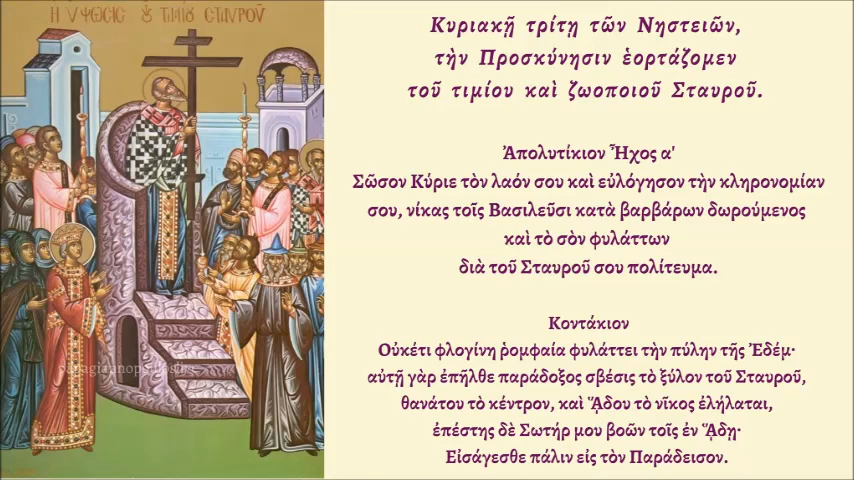 Η ΥΨΩΣΙΣ ΤΟΥ ΤΙΜΙΟΥ ΣΤΑΥΡΟΥ
Κυριακῇ τρίτῃ τῶν Νηστειῶν,
τὴν Προσκύνησιν ἑορτάζομεν
τοῦ τιμίου καὶ ζωοποιοῦ Σταυροῦ.
Ἀπολυτίκιον Ἦχος α'
Σῶσον Κύριε τὸν λαόν σου καὶ εὐλόγησον τὴν κληρονομίαν
σου, νίκας τοῖς Βασιλεῦσι κατὰ βαρβάρων δωρούμενος
καὶ τὸ σὸν φυλάττων
διὰ τοῦ Σταυροῦ σου πολίτευμα.
Κοντάκιον
Οὐκέτι φλογίνη ῥομφαία φυλάττει τὴν πύλην τῆς Ἐδέμ·
αὐτῇ γὰρ ἐπῆλθε παράδοξος σβέσις τὸ ξύλον τοῦ Σταυροῦ,
θανάτου τὸ κέντρον, καὶ ᾍδου τὸ νῖκος ἐλήλαται,
ἐπέστης δὲ Σωτήρ μου βοῶν τοῖς ἐν ᾍδῃ·
Εἰσάγεσθε πάλιν εἰς τὸν Παράδεισον.